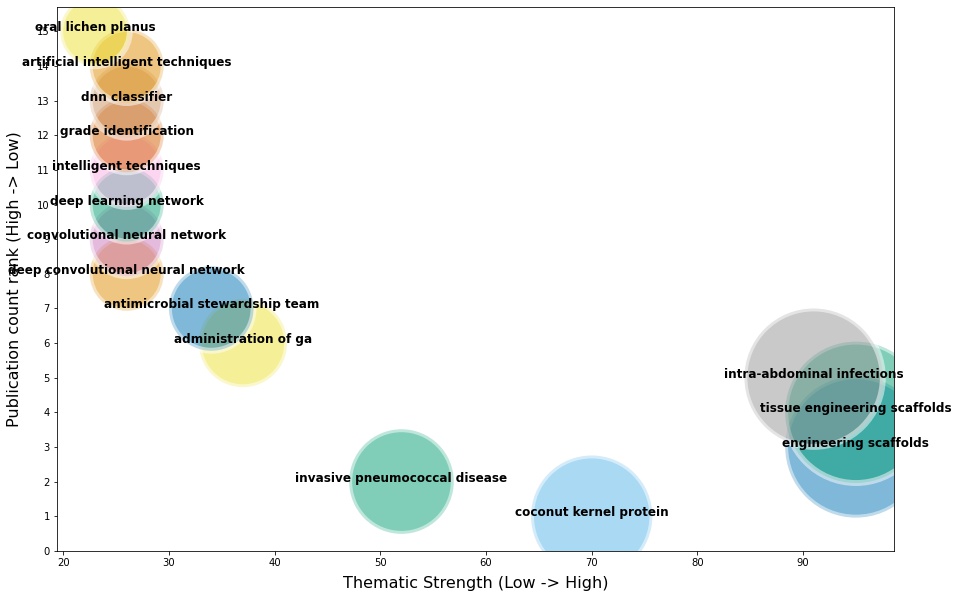 oral lichen planus
15
artificial intelligent techniques
14
dnn classifier
13
grade identification
12
intelligent techniques
11
deep learning network
10
convolutional neural network
9
deep convolutional neural network
8
antimicrobial stewardship team
7
administration of ga
6
intra-abdominal infections
5
tissue engineering scaffolds
4
engineering scaffolds
3
invasive pneumococcal disease
2
coconut kernel protein
1
0
Publication count rank (High -> Low)
20 30 40 50 60 70 80 90
Thematic Strength (Low -> High)